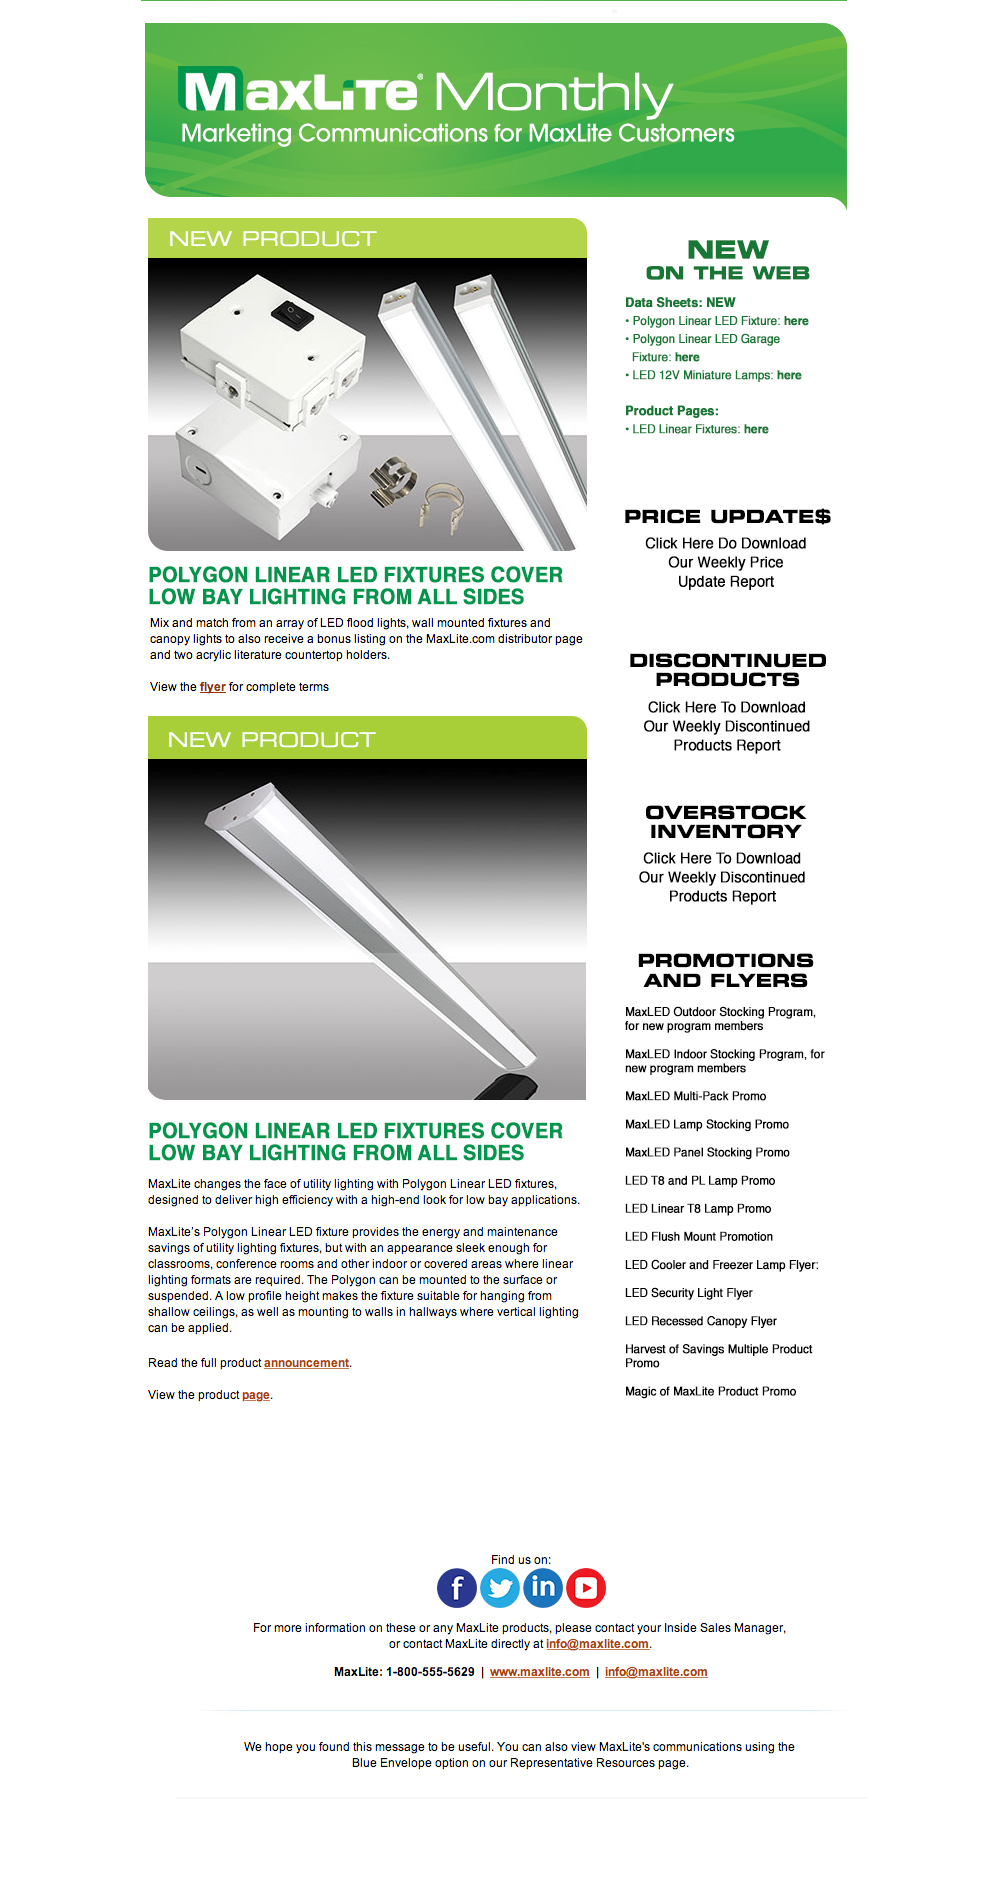 MaxLite® Monthly
Marketing Communications for MaxLite Customers
NEW PRODUCT
POLYGON LINEAR LED FIXTURES COVER
LOW BAY LIGHTING FROM ALL SIDES
Mix and match from an array of LED flood lights, wall mounted fixtures and
canopy lights to also receive a bonus listing on the MaxLite.com distributor page
and two acrylic literature countertop holders.
View the flyer for complete terms
NEW PRODUCT
POLYGON LINEAR LED FIXTURES COVER
LOW BAY LIGHTING FROM ALL SIDES
MaxLite changes the face of utility lighting with Polygon Linear LED fixtures,
designed to deliver high efficiency with a high-end look for low bay applications.
MaxLite's Polygon Linear LED fixture provides the energy and maintenance
savings of utility lighting fixtures, but with an appearance sleek enough for
classrooms, conference rooms and other indoor or covered areas where linear
lighting formats are required. The Polygon can be mounted to the surface or
suspended. A low profile height makes the fixture suitable for hanging from
shallow ceilings, as well as mounting to walls in hallways where vertical lighting
can be applied.
Read the full product announcement.
View the product page.
NEW
ON THE WEB
Data Sheets: NEW
• Polygon Linear LED Fixture: here
• Polygon Linear LED Garage
Fixture: here
• LED 12V Miniature Lamps: here
Product Pages:
• LED Linear Fixtures: here
PRICE UPDATE$
Click Here Do Download
Our Weekly Price
Update Report
DISCONTINUED
PRODUCTS
Click Here To Download
Our Weekly Discontinued
Products Report
OVERSTOCK
INVENTORY
Click Here To Download
Our Weekly Discontinued
Products Report
PROMOTIONS
AND FLYERS
MaxLED Outdoor Stocking Program,
for new program members
MaxLED Indoor Stocking Program, for
new program members
MaxLED Multi-Pack Promo
MaxLED Lamp Stocking Promo
MaxLED Panel Stocking Promo
LED T8 and PL Lamp Promo
LED Linear T8 Lamp Promo
LED Flush Mount Promotion
LED Cooler and Freezer Lamp Flyer:
LED Security Light Flyer
LED Recessed Canopy Flyer
Harvest of Savings Multiple Product
Promo
Magic of MaxLite Product Promo
Find us on:
For more information on these or any MaxLite products, please contact your Inside Sales Manager,
or contact MaxLite directly at info@maxlite.com.
MaxLite: 1-800-555-5629 | www.maxlite.com | info@maxlite.com
We hope you found this message to be useful. You can also view MaxLite's communications using the
Blue Envelope option on our Representative Resources page.